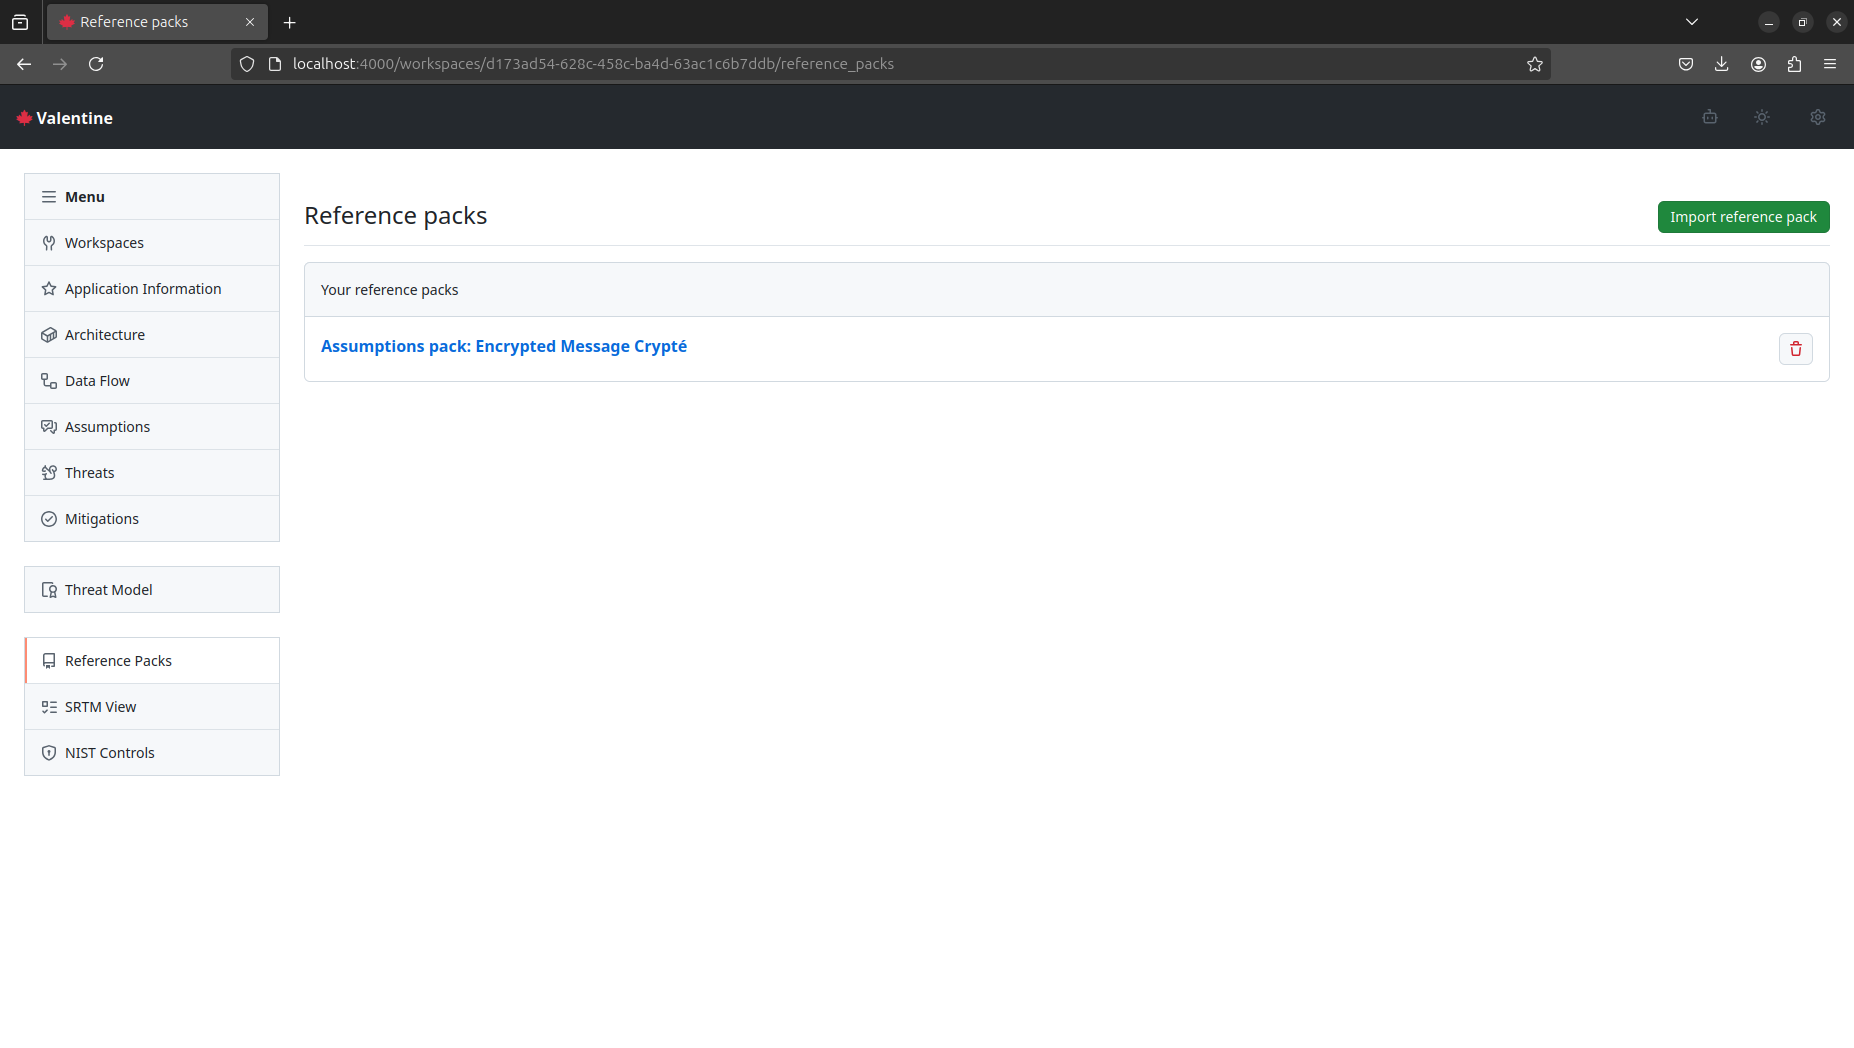 Reference packs
localhost:4000/workspaces/d173ad54-628c-458c-ba4d-63ac1c6b7ddb/reference_packs
Valentine
Menu
Workspaces
Application Information
Architecture
Data Flow
Assumptions
Threats
Mitigations
Threat Model
Reference Packs
SRTM View
NIST Controls
Reference packs
Import reference pack
Your reference packs
Assumptions pack: Encrypted Message Crypté